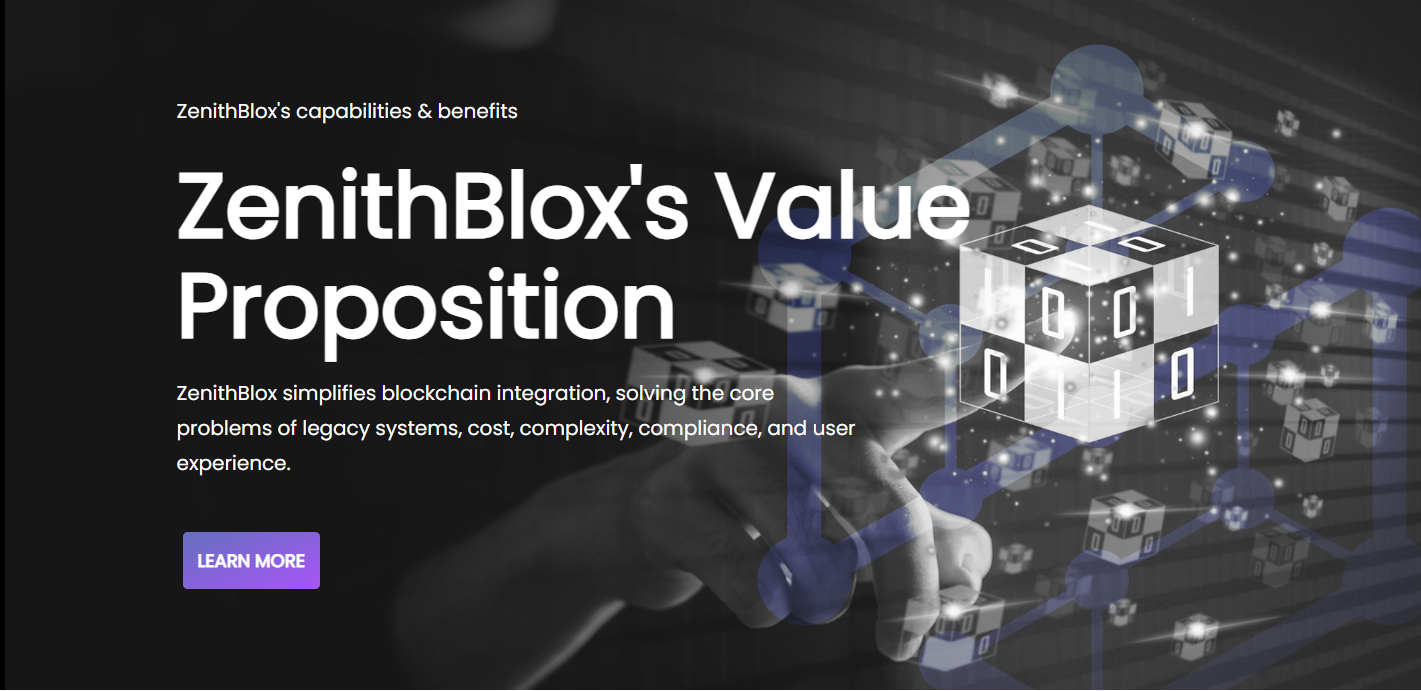 ZenithBlox's capabilities & benefits
ZenithBlox's Value
Proposition
ZenithBlox simplifies blockchain integration, solving the core
problems of legacy systems, cost, complexity, compliance, and user
experience.
LEARN MORE